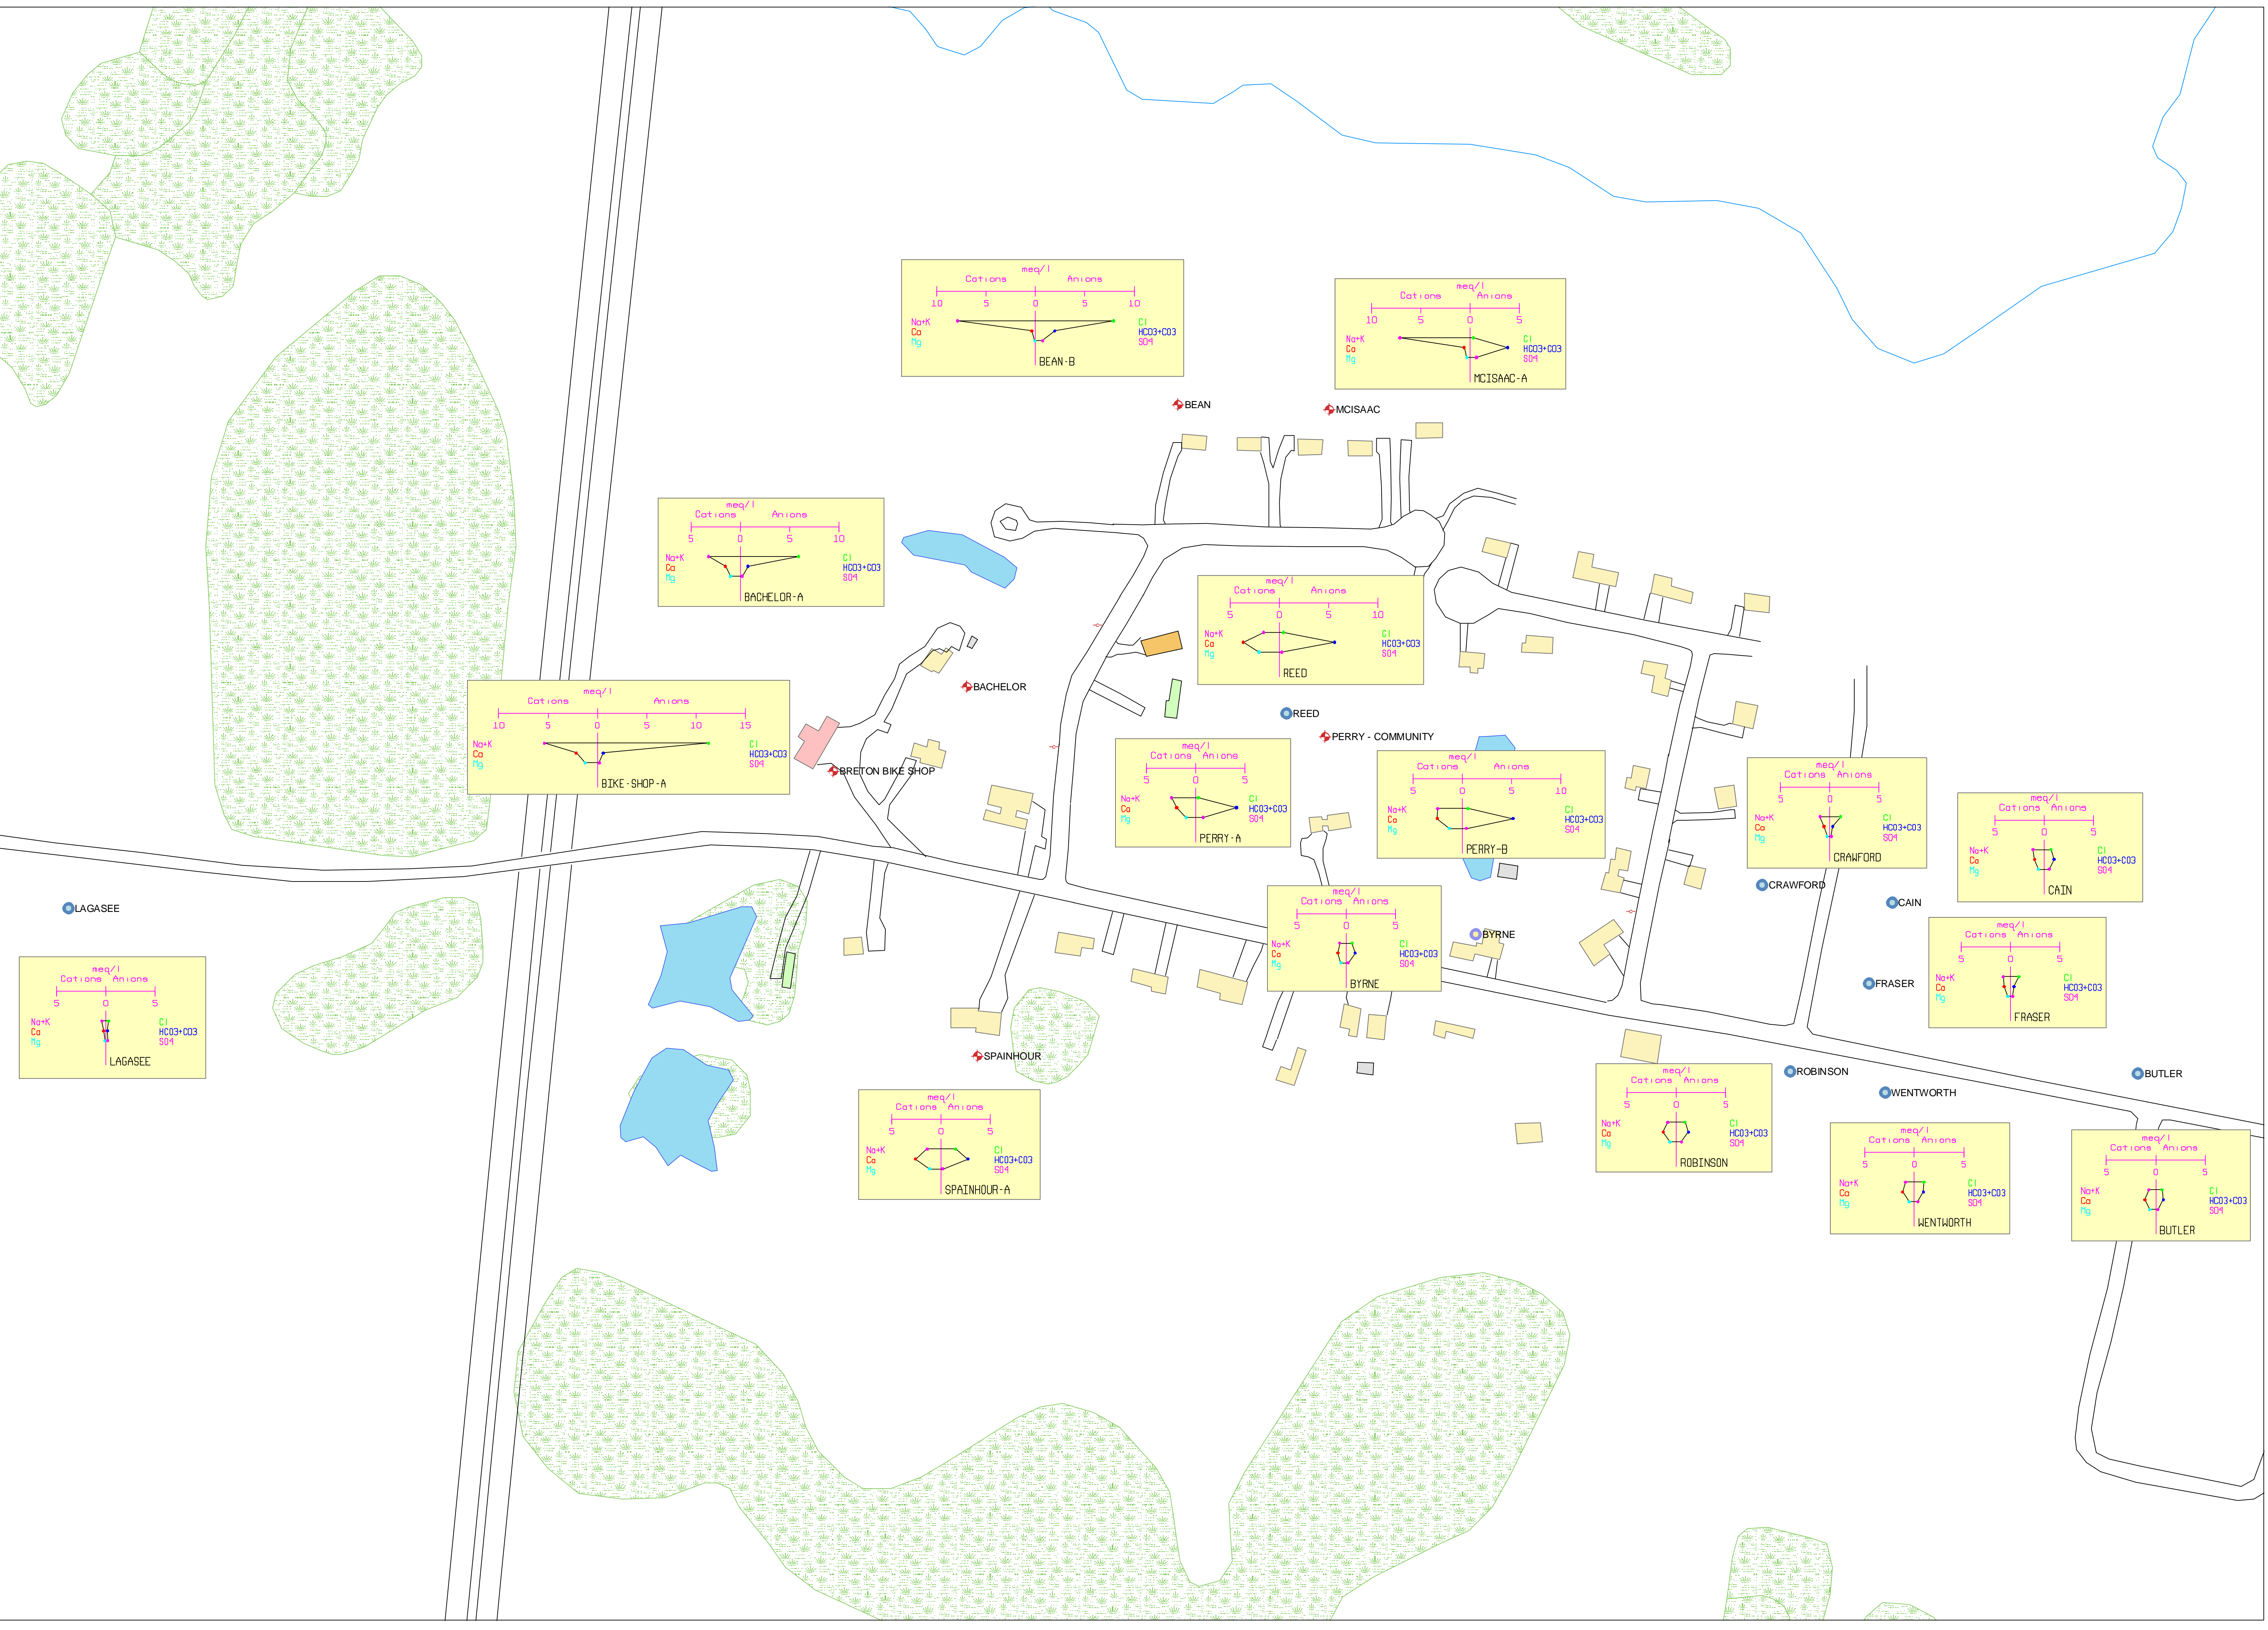 meq/l
Cations Anions
10 5 0 5 10
Na+K Cl
Ca HCO3+CO3
Mg SO4
BEAN-B
meq/l
Cations Anions
10 5 0 5
Na+K Cl
Ca HCO3+CO3
Mg SO4
MCISAAC-A
BEAN
MCISAAC
meq/l
Cations Anions
5 0 5 10
Na+K Cl
Ca HCO3+CO3
Mg SO4
BACHELOR-A
meq/l
Cations Anions
5 0 5 10
Na+K Cl
Ca HCO3+CO3
Mg SO4
REED
BACHELOR
REED
meq/l
Cations Anions
10 5 0 5 10 15
Na+K Cl
Ca HCO3+CO3
Mg SO4
BIKE-SHOP-A
BRETON BIKE SHOP
PERRY - COMMUNITY
meq/l
Cations Anions
5 0 5
Na+K Cl
Ca HCO3+CO3
Mg SO4
PERRY-A
meq/l
Cations Anions
5 0 5 10
Na+K Cl
Ca HCO3+CO3
Mg SO4
PERRY-B
meq/l
Cations Anions
5 0 5
Na+K Cl
Ca HCO3+CO3
Mg SO4
CRAWFORD
meq/l
Cations Anions
5 0 5
Na+K Cl
Ca HCO3+CO3
Mg SO4
CAIN
CRAWFORD
CAIN
LAGASEE
meq/l
Cations Anions
5 0 5
Na+K Cl
Ca HCO3+CO3
Mg SO4
BYRNE
BYRNE
meq/l
Cations Anions
5 0 5
Na+K Cl
Ca HCO3+CO3
Mg SO4
FRASER
FRASER
meq/l
Cations Anions
5 0 5
Na+K Cl
Ca HCO3+CO3
Mg SO4
LAGASEE
SPAINHOUR
ROBINSON
BUTLER
WENTWORTH
meq/l
Cations Anions
5 0 5
Na+K Cl
Ca HCO3+CO3
Mg SO4
SPAINHOUR-A
meq/l
Cations Anions
5 0 5
Na+K Cl
Ca HCO3+CO3
Mg SO4
ROBINSON
meq/l
Cations Anions
5 0 5
Na+K Cl
Ca HCO3+CO3
Mg SO4
WENTWORTH
meq/l
Cations Anions
5 0 5
Na+K Cl
Ca HCO3+CO3
Mg SO4
BUTLER